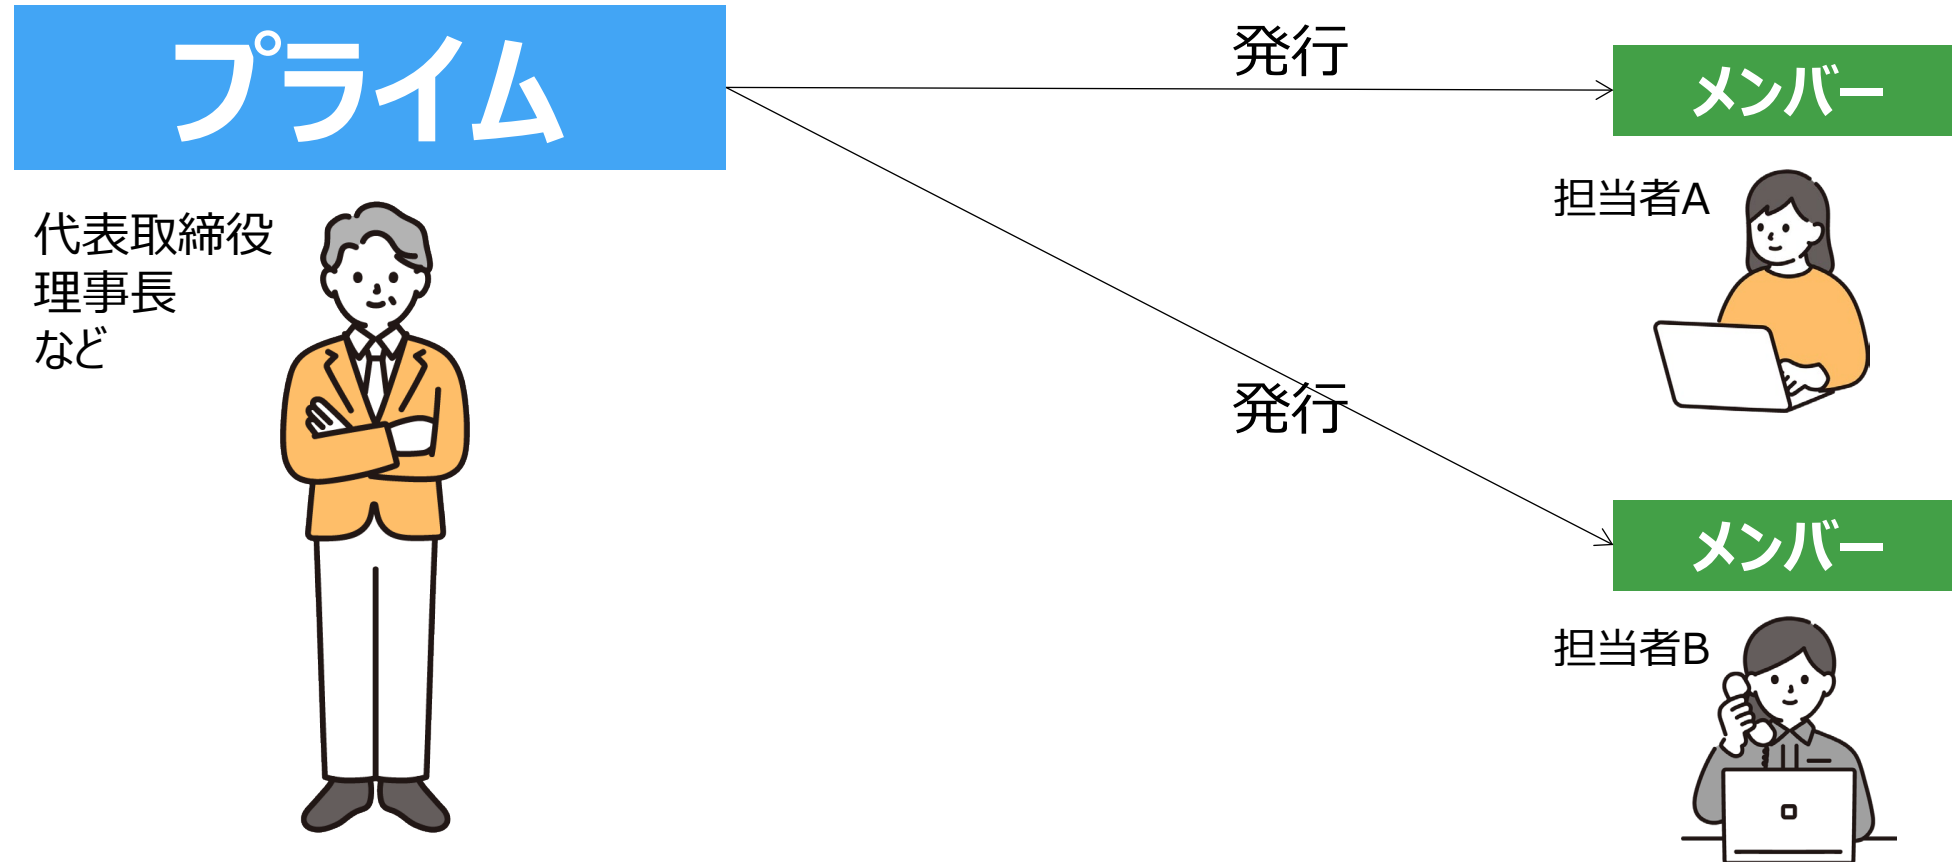 プライム
発行
メンバー
代表取締役
理事長
など
担当者A
発行
メンバー
担当者B